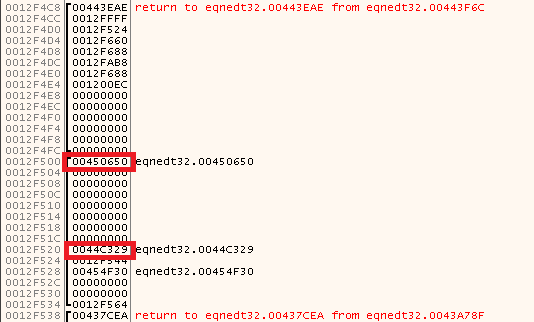 0012F4C8 00443EAE return to eqnedt32.00443EAE from eqnedt32.00443F6C
0012F4CC 0012FFFF
0012F4D0 0012F524
0012F4D4 0012F660
0012F4D8 0012F688
0012F4DC 0012FAB8
0012F4E0 0012F688
0012F4E4 001200EC
0012F4E8 00000000
0012F4EC 00000000
0012F4F0 00000000
0012F4F4 00000000
0012F4F8 00000000
0012F4FC 00000000
0012F500 00450650 eqnedt32.00450650
0012F504 00000000
0012F508 00000000
0012F50C 00000000
0012F510 00000000
0012F514 00000000
0012F518 00000000
0012F51C 00000000
0012F520 0044C329 eqnedt32.0044C329
0012F524 0012F544
0012F528 00454F30 eqnedt32.00454F30
0012F52C 00000000
0012F530 00000000
0012F534 0012F564
0012F538 00437CEA return to eqnedt32.00437CEA from eqnedt32.0043A78F